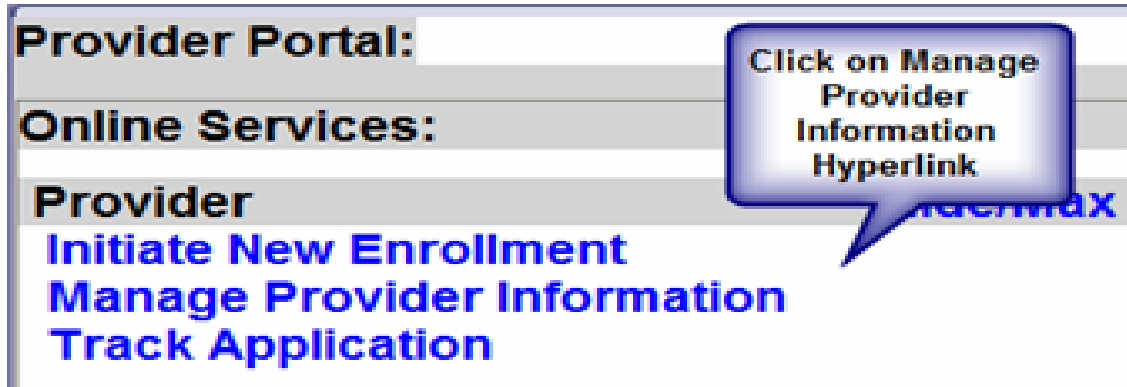 Provider Portal:
Click on Manage
Provider
Information
Hyperlink
Online Services:
Provider
Initiate New Enrollment
Manage Provider Information
Track Application